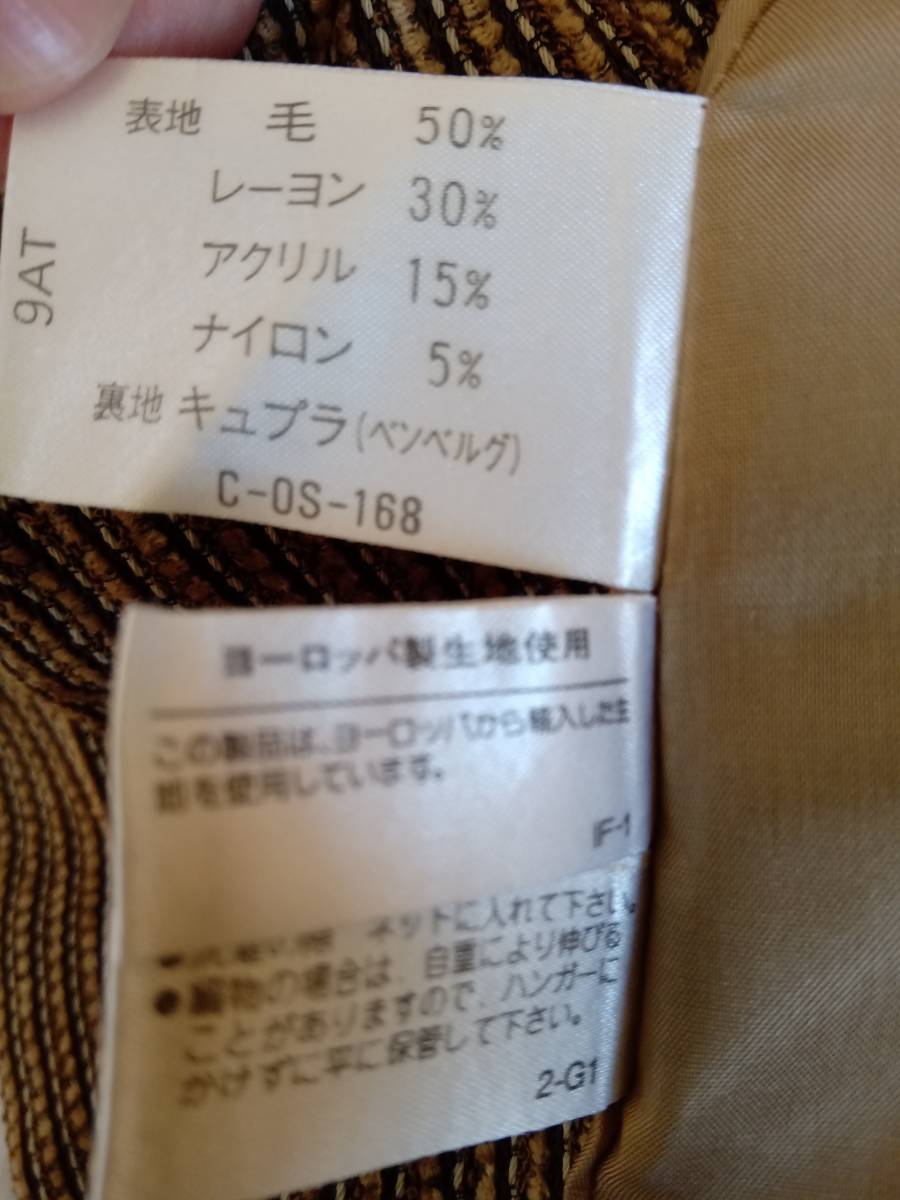 表地 毛 50%
レーヨン 30%
アクリル 15%
ナイロン 5%
裏地 キュプラ(ベンベルグ)
C-OS-168
9AT
ヨーロッパ製生地使用
この製品は、ヨーロッパから輸入した生
地を使用しています。
IF-1
ネットに入れて下さい。
●編物の場合は、自重により伸びる
ことがありますので、ハンガーに
かけずに平に保管して下さい。
2-G1